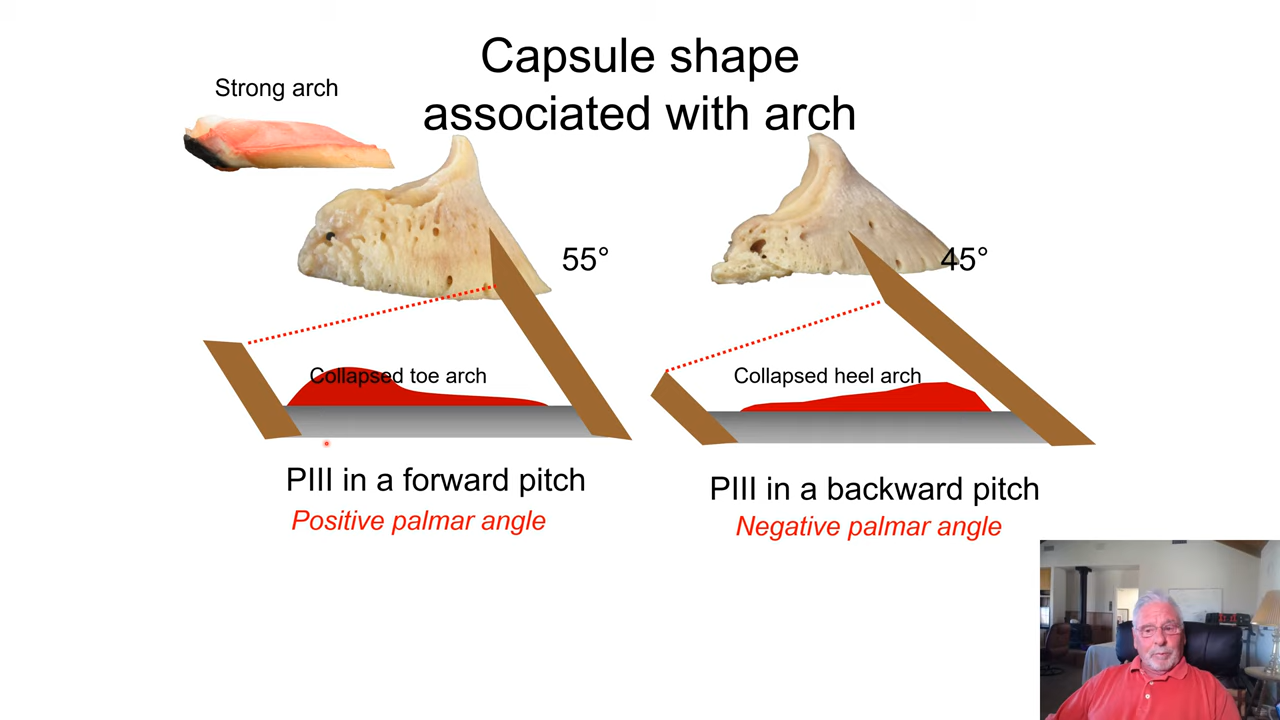 Capsule shape
associated with arch
Strong arch
55°
45°
Collapsed toe arch
Collapsed heel arch
PIII in a forward pitch
Positive palmar angle
PIII in a backward pitch
Negative palmar angle